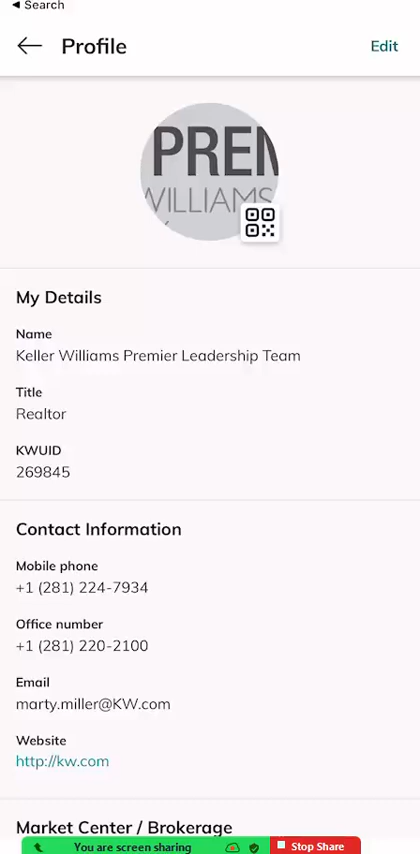 ◀ Search
Profile
Edit
PREM
WILLIAMS
My Details
Name
Keller Williams Premier Leadership Team
Title
Realtor
KWUID
269845
Contact Information
Mobile phone
+1 (281) 224-7934
Office number
+1 (281) 220-2100
Email
marty.miller@KW.com
Website
http://kw.com
Market Center / Brokerage
You are screen sharing
Stop Share